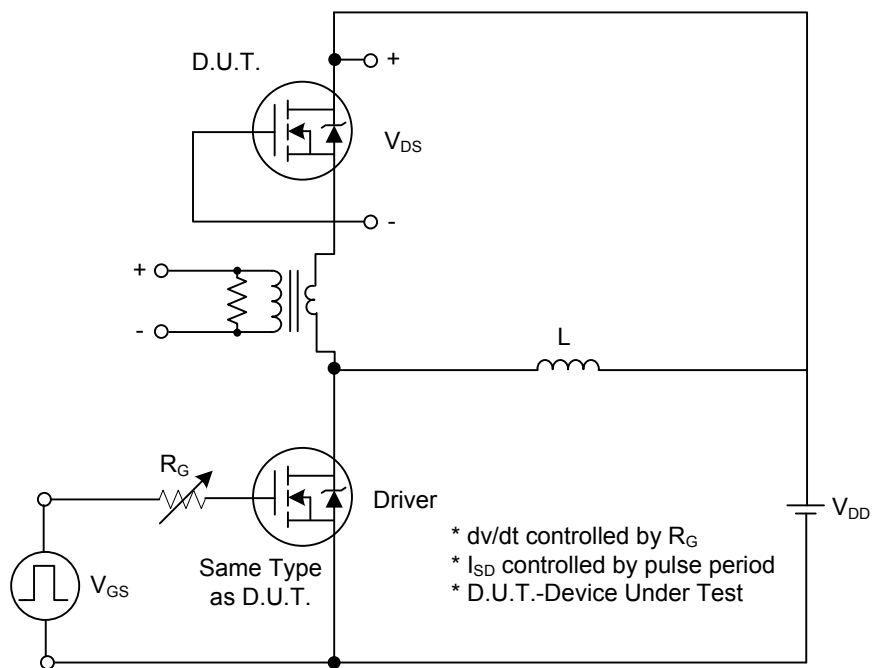 D.U.T.
+
V_DS
-
+
-
L
R_G
Driver
V_DD
V_GS
Same Type
as D.U.T.
* dv/dt controlled by R_G
* I_SD controlled by pulse period
* D.U.T.-Device Under Test